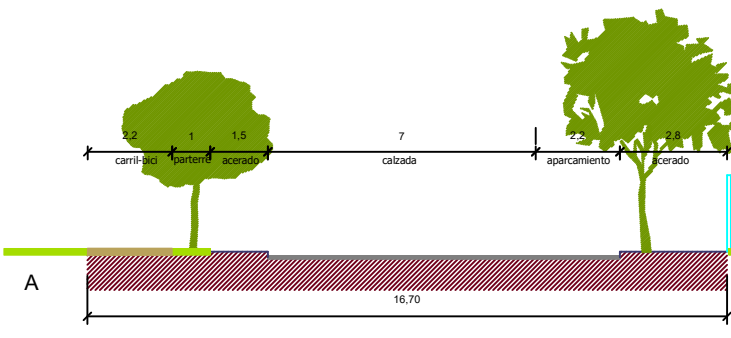 2,2 1 1,5 7 2,2 2,8
carril-bici parterre acerado calzada aparcamiento acerado
A
16,70